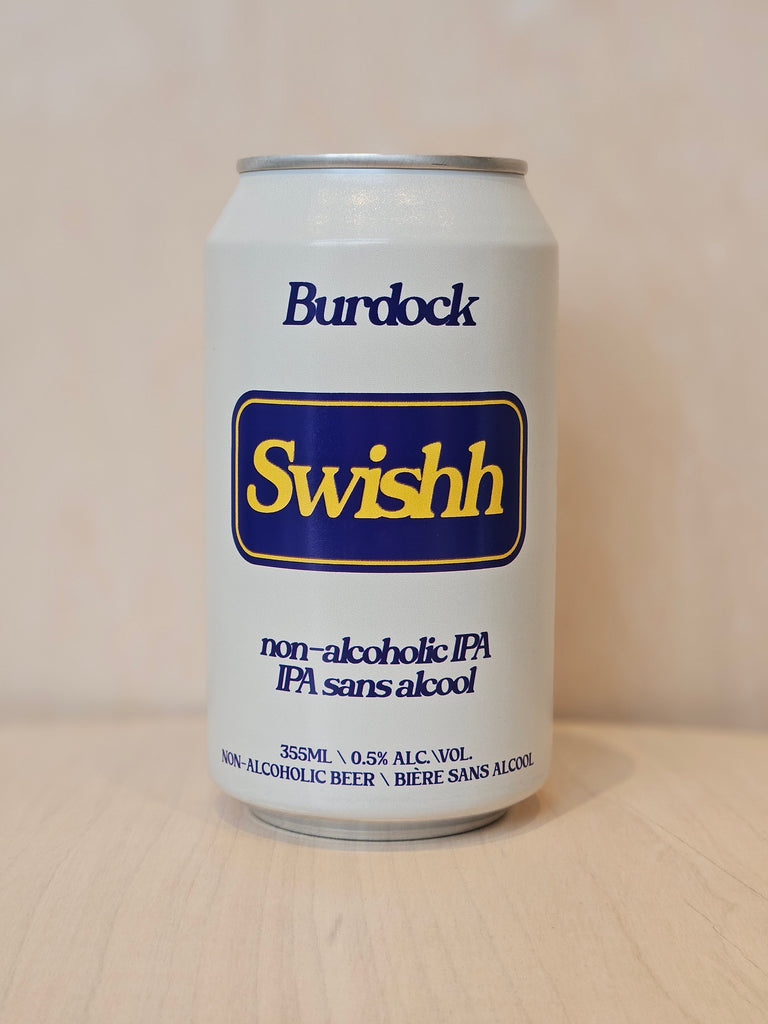 Burdock
Swishh
non-alcoholic IPA
IPA sans alcool
355ML \ 0.5% ALC.\VOL.
NON-ALCOHOLIC BEER \ BIÈRE SANS ALCOOL